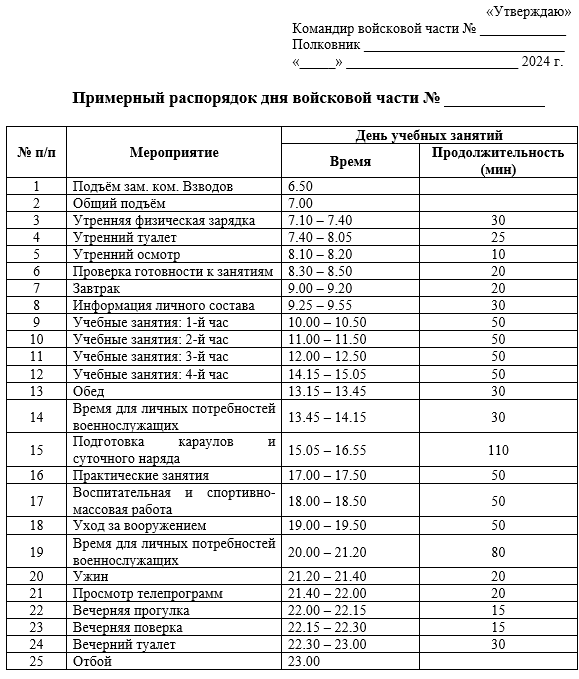 «Утверждаю»
Командир войсковой части № ____________
Полковник ____________________________
«_____» ________________________ 2024 г.
Примерный распорядок дня войсковой части № ____________
№ п/п Мероприятие День учебных занятий
Время Продолжительность (мин)
1 Подъём зам. ком. Взводов 6.50
2 Общий подъём 7.00
3 Утренняя физическая зарядка 7.10 – 7.40 30
4 Утренний туалет 7.40 – 8.05 25
5 Утренний осмотр 8.10 – 8.20 10
6 Проверка готовности к занятиям 8.30 – 8.50 20
7 Завтрак 9.00 – 9.20 20
8 Информация личного состава 9.25 – 9.55 30
9 Учебные занятия: 1-й час 10.00 – 10.50 50
10 Учебные занятия: 2-й час 11.00 – 11.50 50
11 Учебные занятия: 3-й час 12.00 – 12.50 50
12 Учебные занятия: 4-й час 14.15 – 15.05 50
13 Обед 13.15 – 13.45 30
14 Время для личных потребностей военнослужащих 13.45 – 14.15 30
15 Подготовка караулов и суточного наряда 15.05 – 16.55 110
16 Практические занятия 17.00 – 17.50 50
17 Воспитательная и спортивно-массовая работа 18.00 – 18.50 50
18 Уход за вооружением 19.00 – 19.50 50
19 Время для личных потребностей военнослужащих 20.00 – 21.20 80
20 Ужин 21.20 – 21.40 20
21 Просмотр телепрограмм 21.40 – 22.00 20
22 Вечерняя прогулка 22.00 – 22.15 15
23 Вечерняя поверка 22.15 – 22.30 15
24 Вечерний туалет 22.30 – 23.00 30
25 Отбой 23.00